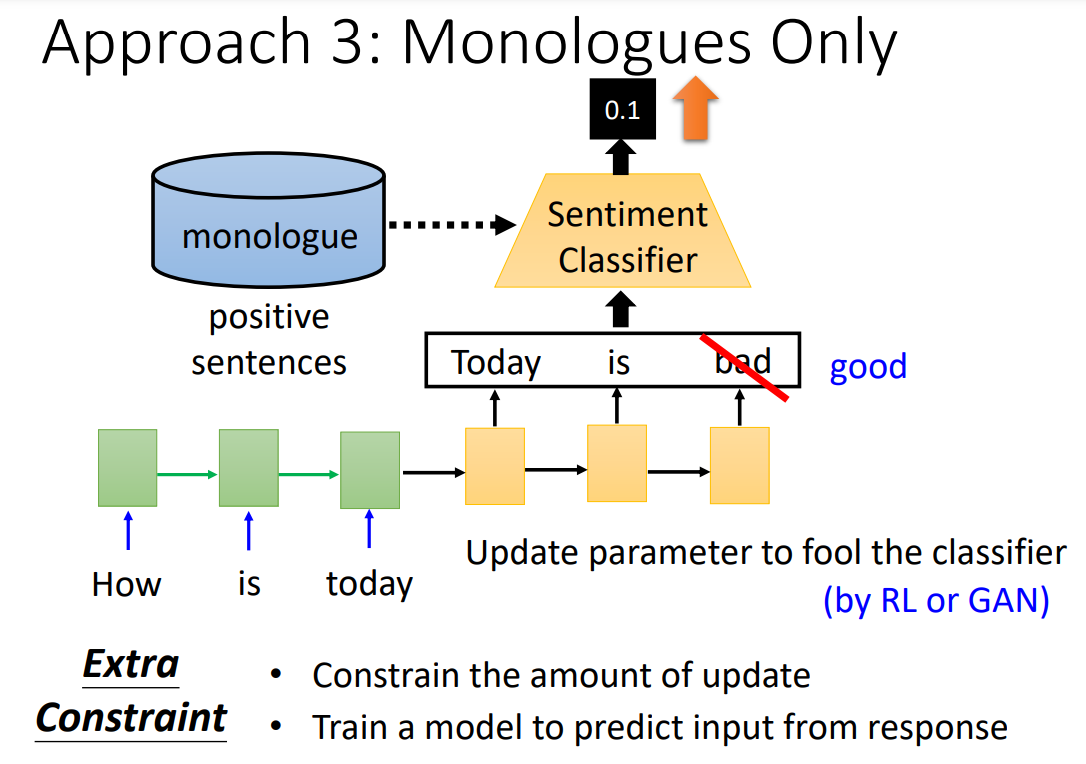 Approach 3: Monologues Only
0.1
Sentiment
Classifier
monologue
positive
sentences
Today is bad
good
How is today
Update parameter to fool the classifier
(by RL or GAN)
Extra
Constraint
• Constrain the amount of update
• Train a model to predict input from response